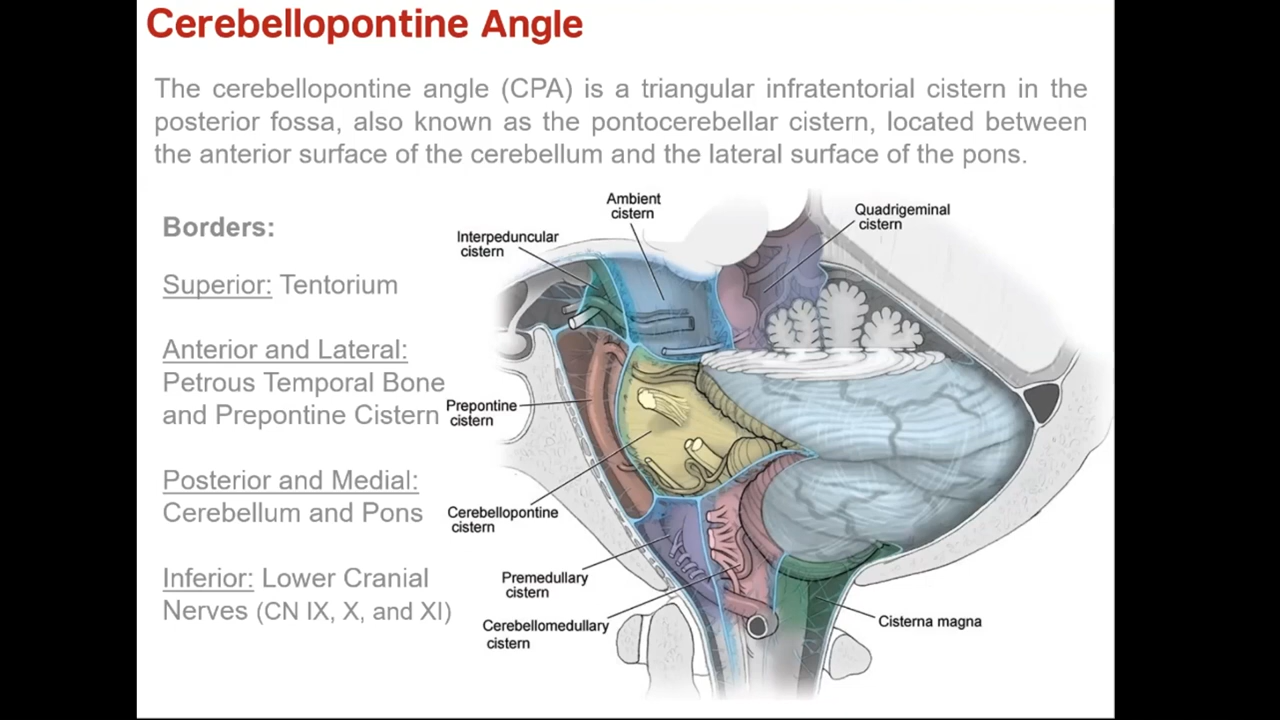 Cerebellopontine Angle
The cerebellopontine angle (CPA) is a triangular infratentorial cistern in the
posterior fossa, also known as the pontocerebellar cistern, located between
the anterior surface of the cerebellum and the lateral surface of the pons.
Borders:
Superior: Tentorium
Anterior and Lateral:
Petrous Temporal Bone
and Prepontine Cistern
Posterior and Medial:
Cerebellum and Pons
Inferior: Lower Cranial
Nerves (CN IX, X, and XI)
Ambient
cistern
Quadrigeminal
cistern
Interpeduncular
cistern
Prepontine
cistern
Cerebellopontine
cistern
Premedullary
cistern
Cerebellomedullary
cistern
Cisterna magna